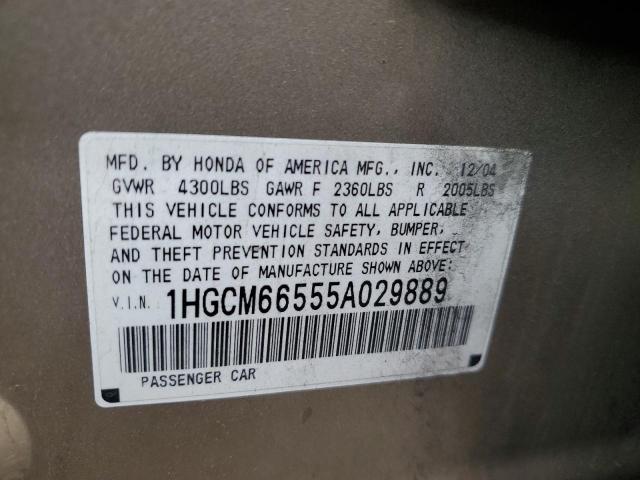 MFD. BY HONDA OF AMERICA MFG., INC. 12/04
GVWR 4300LBS GAWR F 2360LBS R 2005LBS
THIS VEHICLE CONFORMS TO ALL APPLICABLE
FEDERAL MOTOR VEHICLE SAFETY, BUMPER,
AND THEFT PREVENTION STANDARDS IN EFFECT
ON THE DATE OF MANUFACTURE SHOWN ABOVE:
V.I.N. 1HGCM66555A029889
PASSENGER CAR